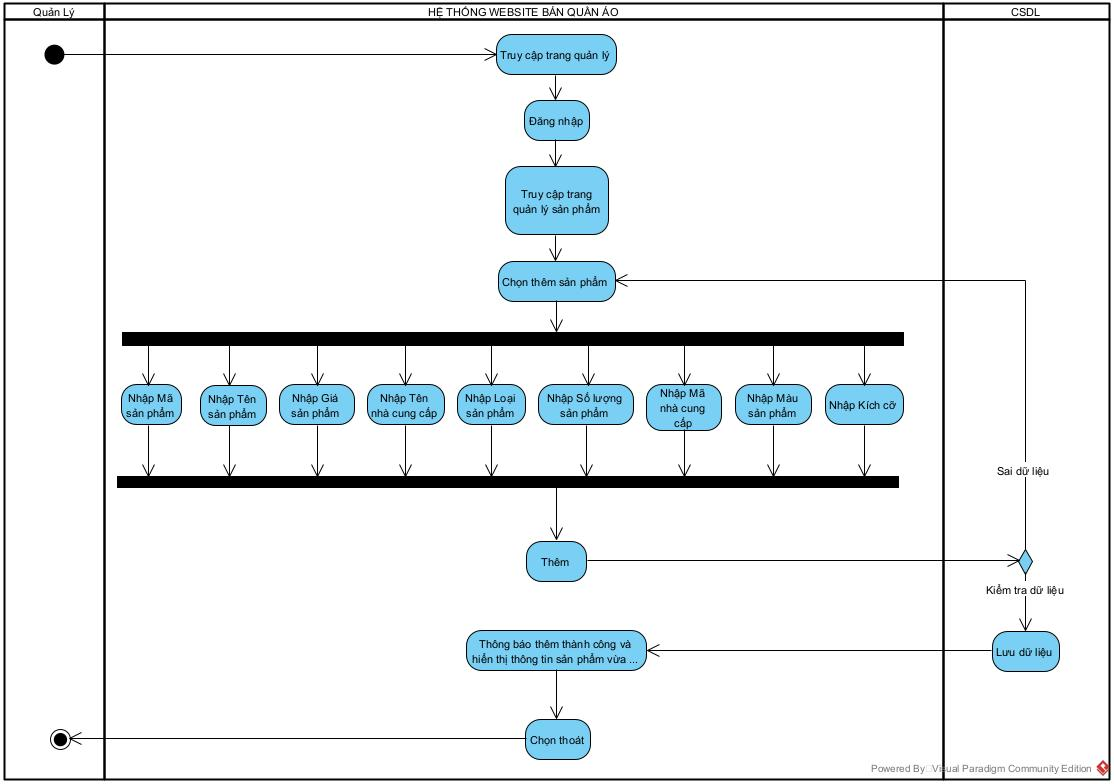 Quản Lý
HỆ THỐNG WEBSITE BÁN QUẦN ÁO
CSDL
Truy cập trang quản lý
Đăng nhập
Truy cập trang
quản lý sản phẩm
Chọn thêm sản phẩm
Nhập Mã
sản phẩm
Nhập Tên
sản phẩm
Nhập Giá
sản phẩm
Nhập Tên
nhà cung cấp
Nhập Loại
sản phẩm
Nhập Số lượng
sản phẩm
Nhập Mã
nhà cung
cấp
Nhập Màu
sản phẩm
Nhập Kích cỡ
Sai dữ liệu
Thêm
Kiểm tra dữ liệu
Thông báo thêm thành công và
hiển thị thông tin sản phẩm vừa ...
Lưu dữ liệu
Chọn thoát
Powered By Visual Paradigm Community Edition